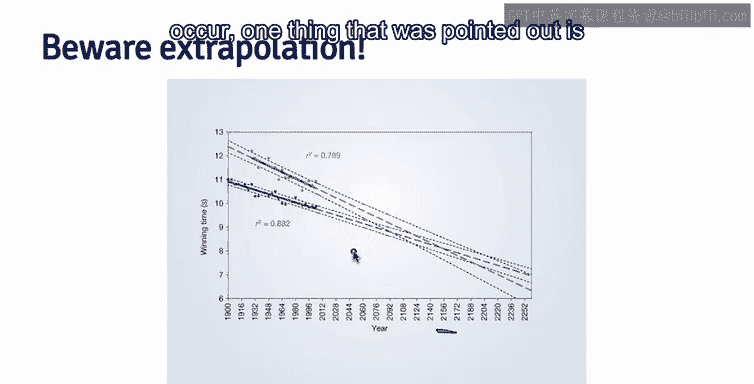 occur, one thing that was pointed out is
Beware extrapolation!
13
12
11
10
9
8
7
6
r² = 0.789
r² = 0.882
Winning time (s)
1900 1916 1932 1948 1964 1980 1996 2012 2028 2044 2060 2076 2092 2108 2124 2140 2156 2172 2188 2204 2220 2236 2252
Year